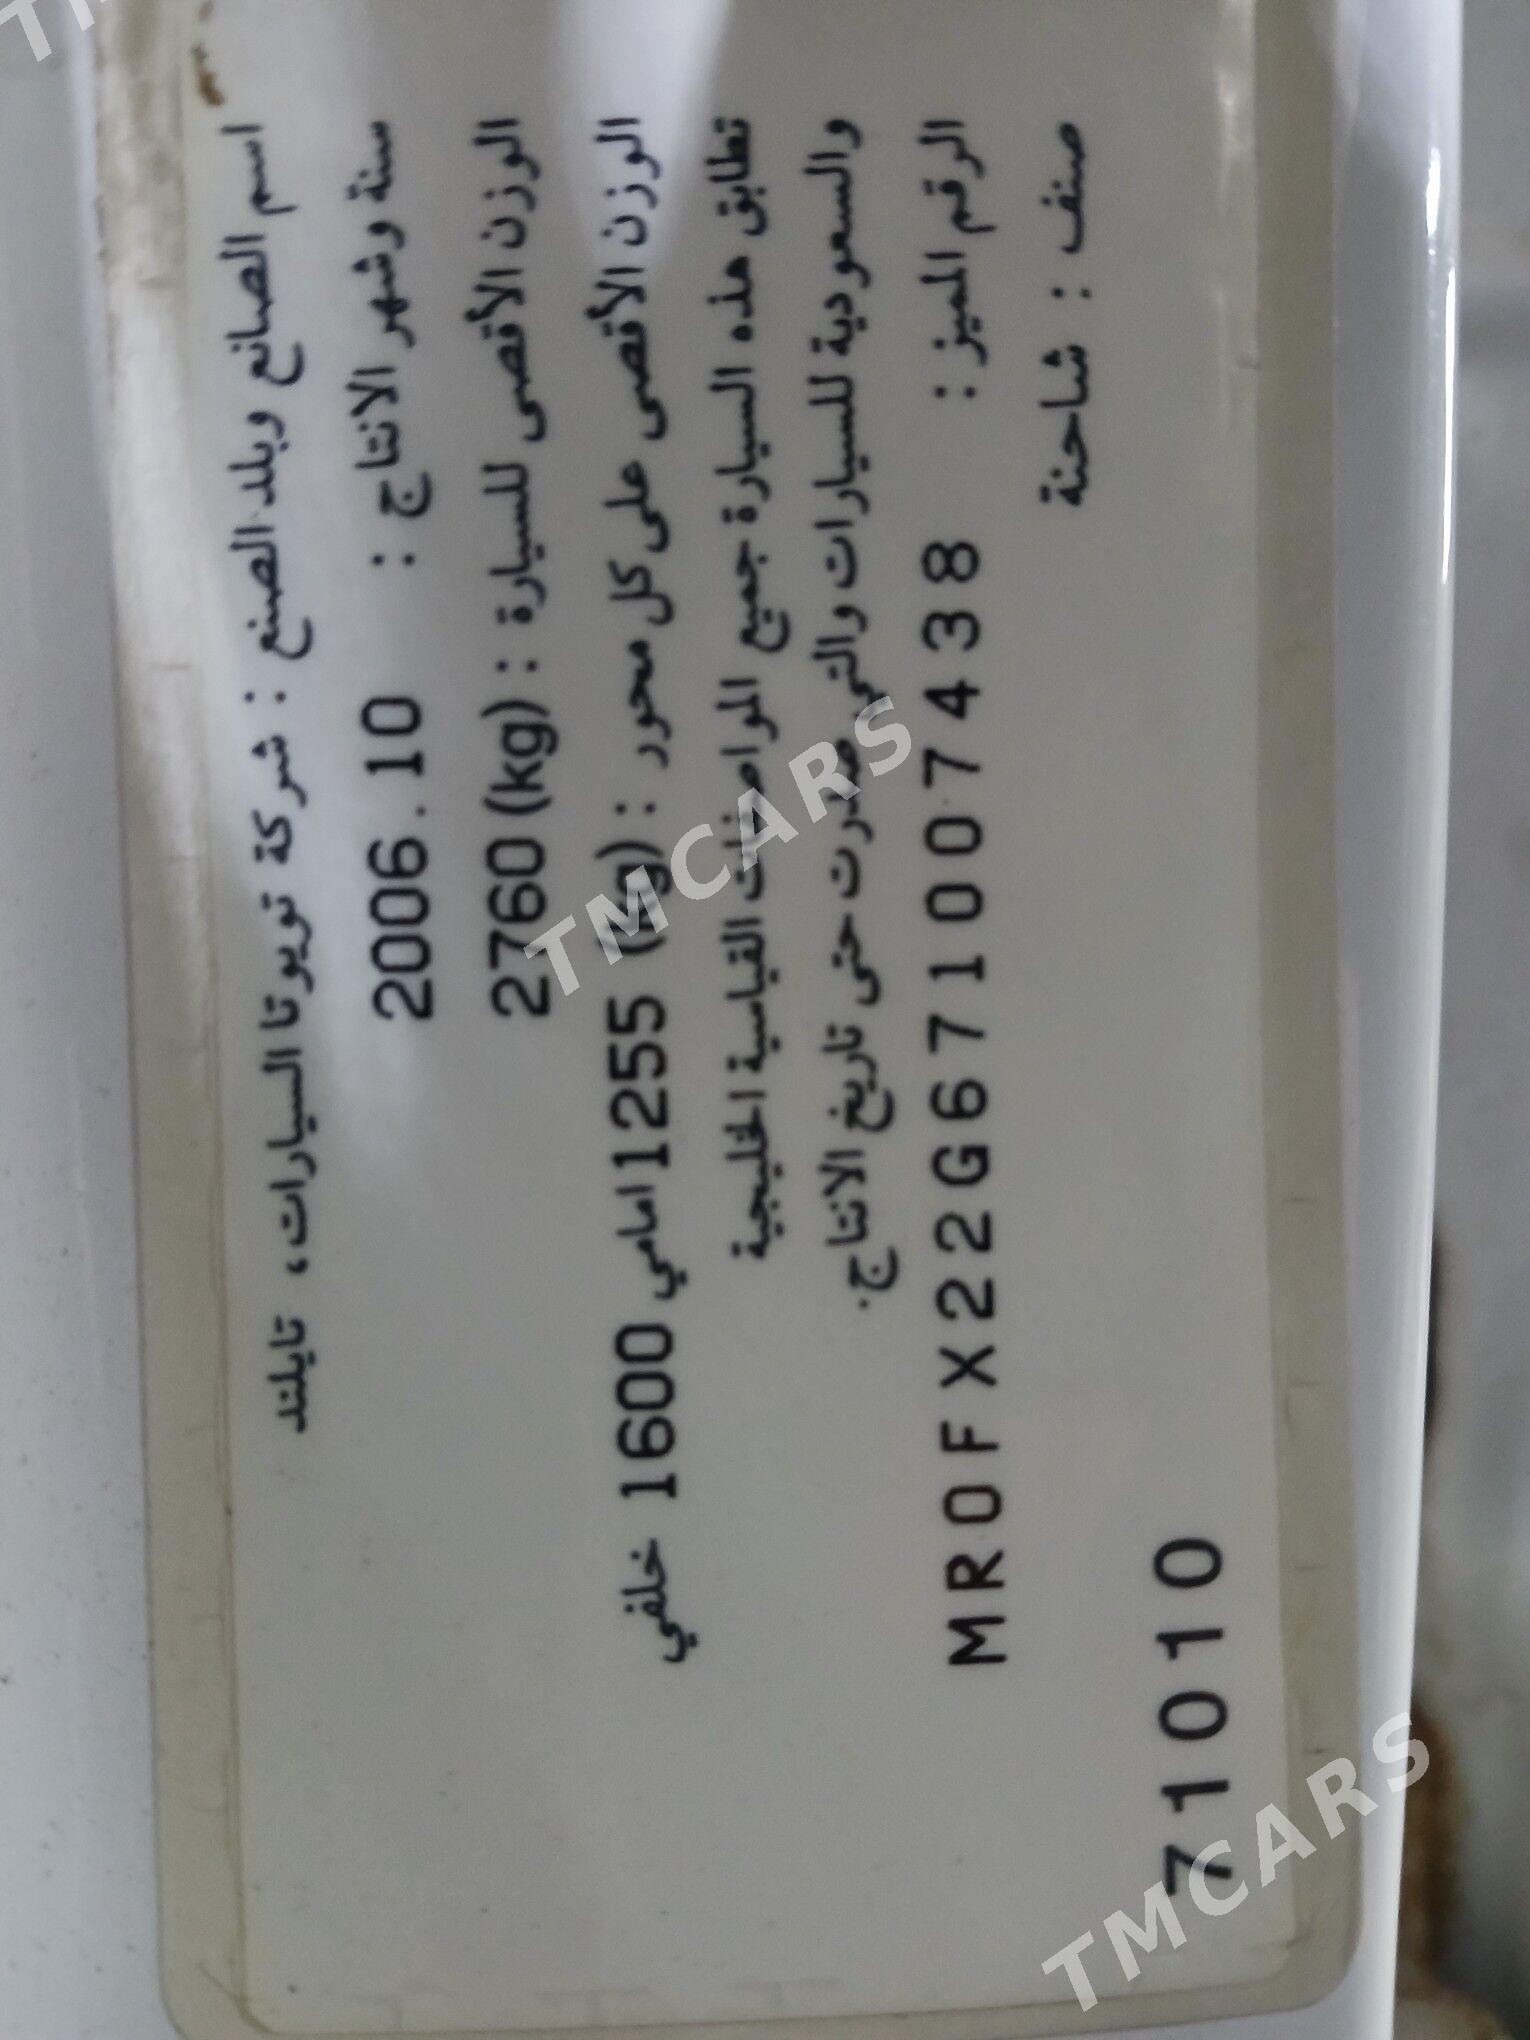 اسم الصانع وبلد الصنع : شركة تويوتا السيارات، تايلند
سنة وشهر الانتاج : 2006.10
الوزن الأقصى للسيارة : (kg) 2760
الوزن الأقصى على كل محور : (kg) 1255 امامي 1600 خلفي
تطابق هذه السيارة جميع المواصفات القياسية الخليجية
والسعودية للسيارات والتي صدرت حتى تاريخ الانتاج.
الرقم المميز : MR0FX22G671007438
صنف : شاحنة
71010
TMCARS
TMCARS